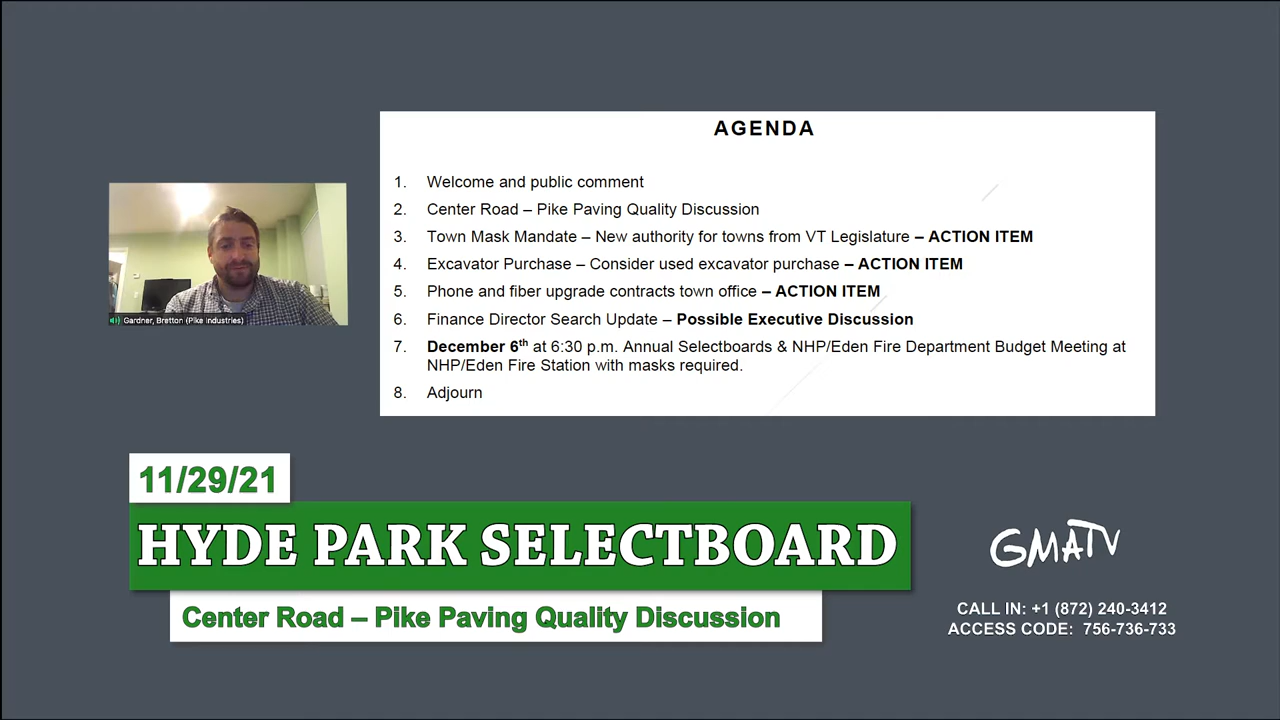 AGENDA
1. Welcome and public comment
2. Center Road – Pike Paving Quality Discussion
3. Town Mask Mandate – New authority for towns from VT Legislature – ACTION ITEM
4. Excavator Purchase – Consider used excavator purchase – ACTION ITEM
5. Phone and fiber upgrade contracts town office – ACTION ITEM
6. Finance Director Search Update – Possible Executive Discussion
7. December 6th at 6:30 p.m. Annual Selectboards & NHP/Eden Fire Department Budget Meeting at
NHP/Eden Fire Station with masks required.
8. Adjourn
Gardner, Bretton (Pike Industries)
11/29/21
HYDE PARK SELECTBOARD
Center Road – Pike Paving Quality Discussion
GMATV
CALL IN: +1 (872) 240-3412
ACCESS CODE: 756-736-733